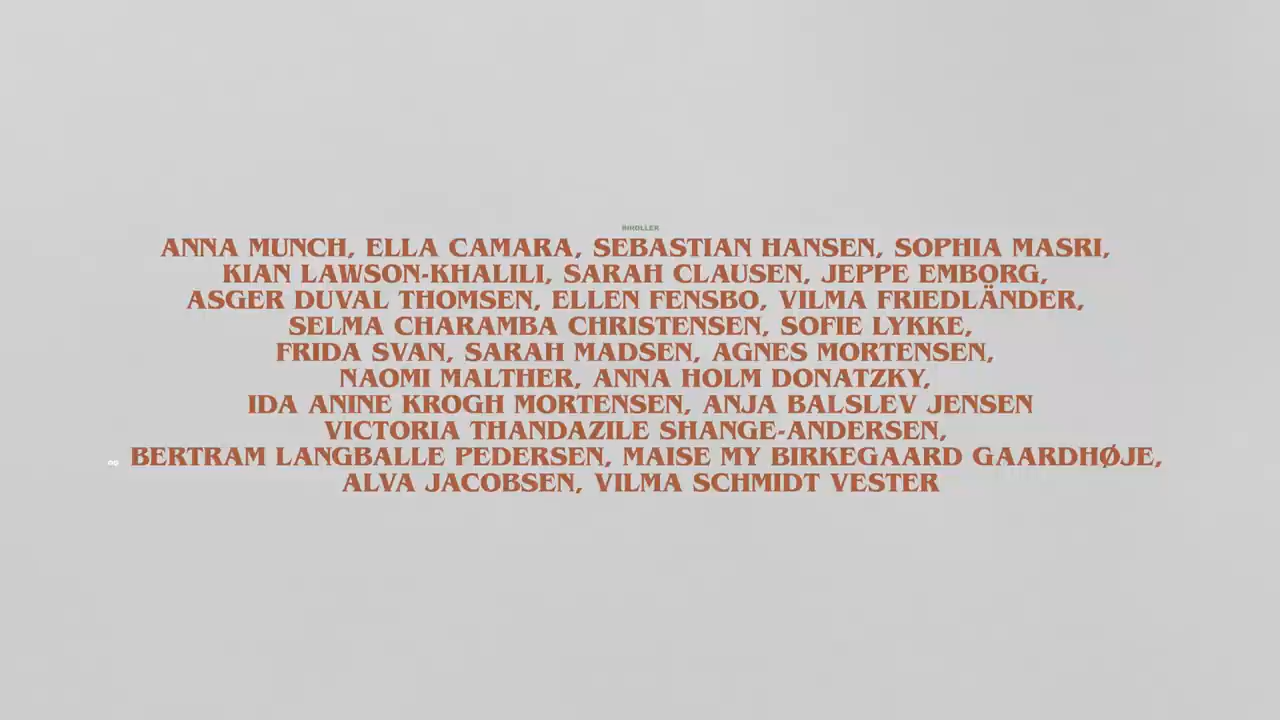 BIROLLER
ANNA MUNCH, ELLA CAMARA, SEBASTIAN HANSEN, SOPHIA MASRI,
KIAN LAWSON-KHALILI, SARAH CLAUSEN, JEPPE EMBORG,
ASGER DUVAL THOMSEN, ELLEN FENSBO, VILMA FRIEDLÄNDER,
SELMA CHARAMBA CHRISTENSEN, SOFIE LYKKE,
FRIDA SVAN, SARAH MADSEN, AGNES MORTENSEN,
NAOMI MALTHER, ANNA HOLM DONATZKY,
IDA ANINE KROGH MORTENSEN, ANJA BALSLEV JENSEN
VICTORIA THANDAZILE SHANGE-ANDERSEN,
BERTRAM LANGBALLE PEDERSEN, MAISE MY BIRKEGAARD GAARDHØJE,
ALVA JACOBSEN, VILMA SCHMIDT VESTER